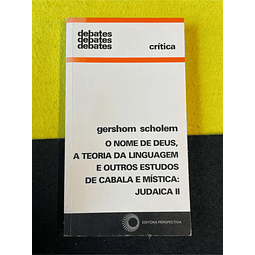 debates
debates
debates
crítica
gershom scholem
O NOME DE DEUS,
A TEORIA DA LINGUAGEM
E OUTROS ESTUDOS
DE CABALA E MÍSTICA:
JUDAICA II
EDITORA PERSPECTIVA